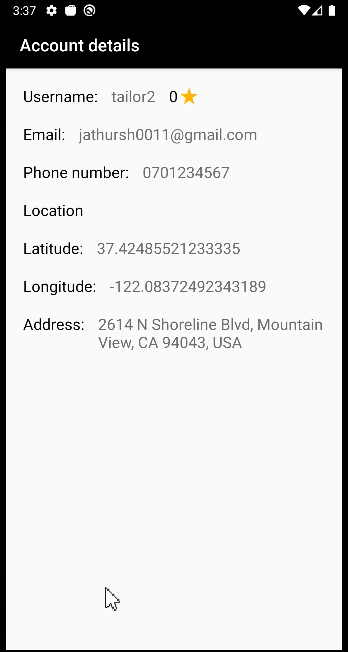 3:37
Account details
Username: tailor2 0
Email: jathursh0011@gmail.com
Phone number: 0701234567
Location
Latitude: 37.42485521233335
Longitude: -122.08372492343189
Address: 2614 N Shoreline Blvd, Mountain
View, CA 94043, USA